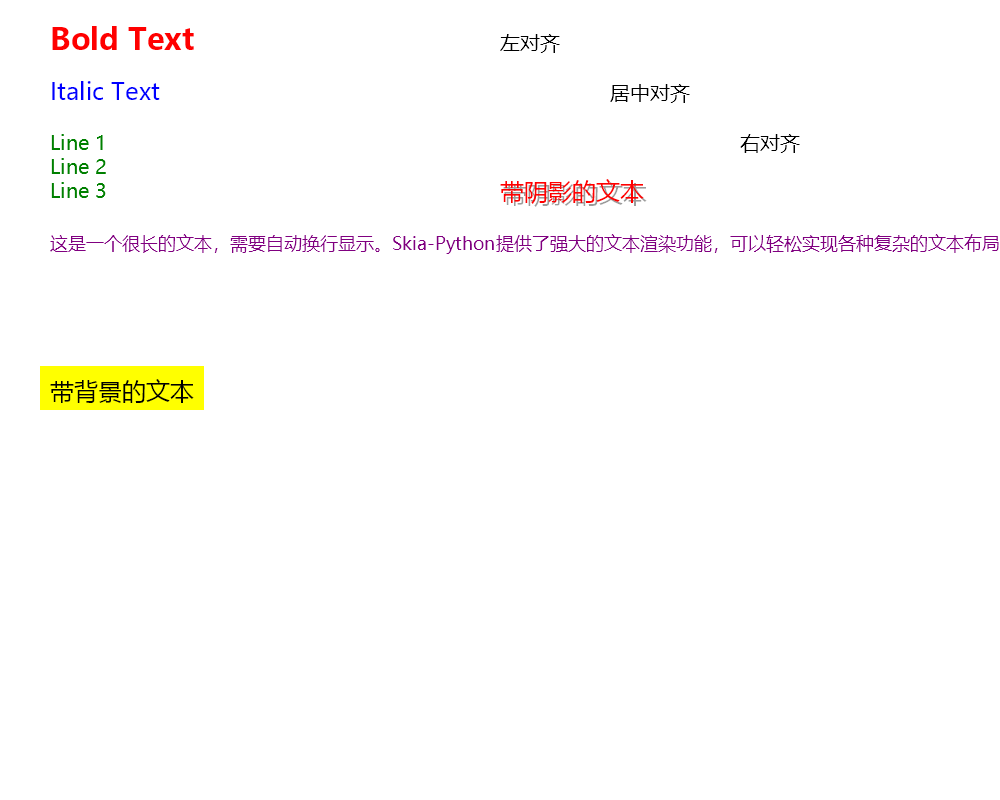 Bold Text
左对齐
Italic Text
居中对齐
Line 1
右对齐
Line 2
Line 3
带阴影的文本
这是一个很长的文本，需要自动换行显示。Skia-Python提供了强大的文本渲染功能，可以轻松实现各种复杂的文本布局
带背景的文本